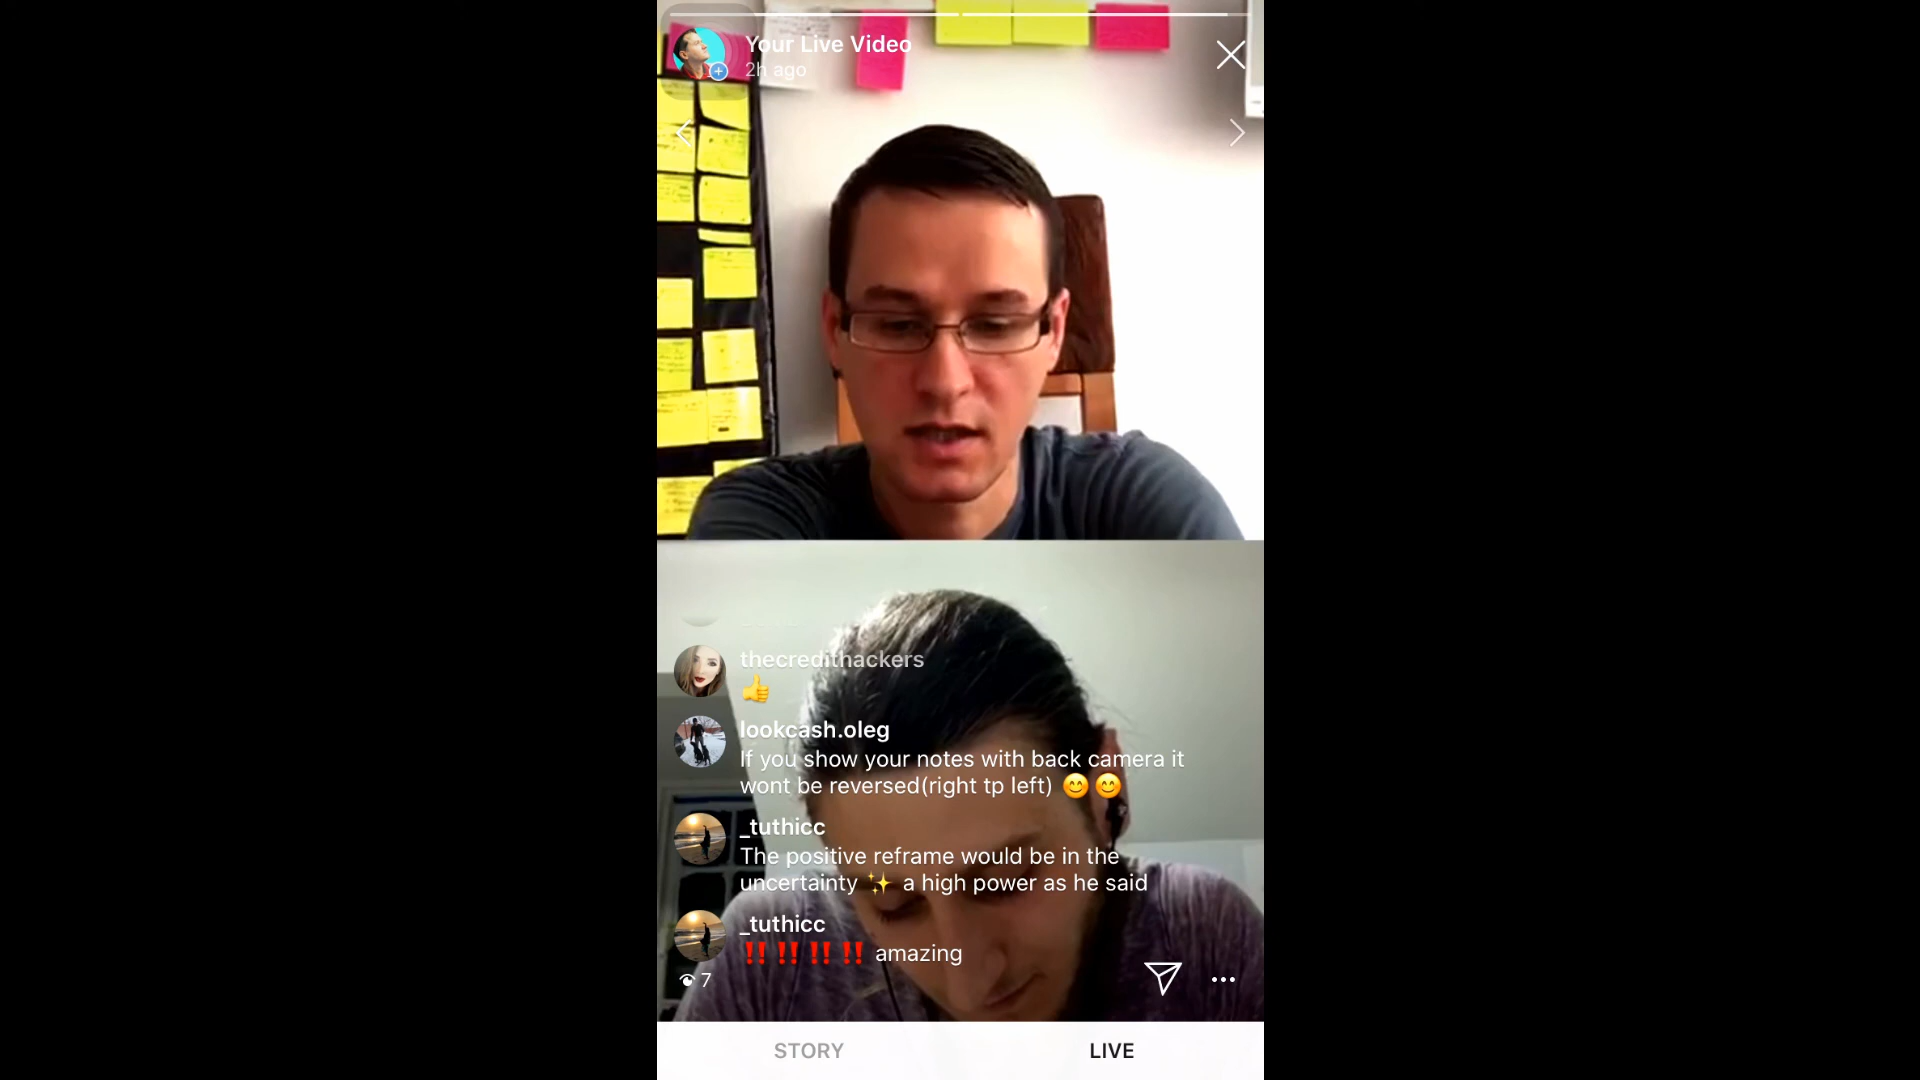 Your Live Video
2h ago
thecredithackers
👍
lookcash.oleg
If you show your notes with back camera it
wont be reversed(right tp left) 😊 😊
_tuthicc
The positive reframe would be in the
uncertainty ✨ a high power as he said
_tuthicc
‼️ ‼️ ‼️ ‼️ amazing
7
STORY
LIVE